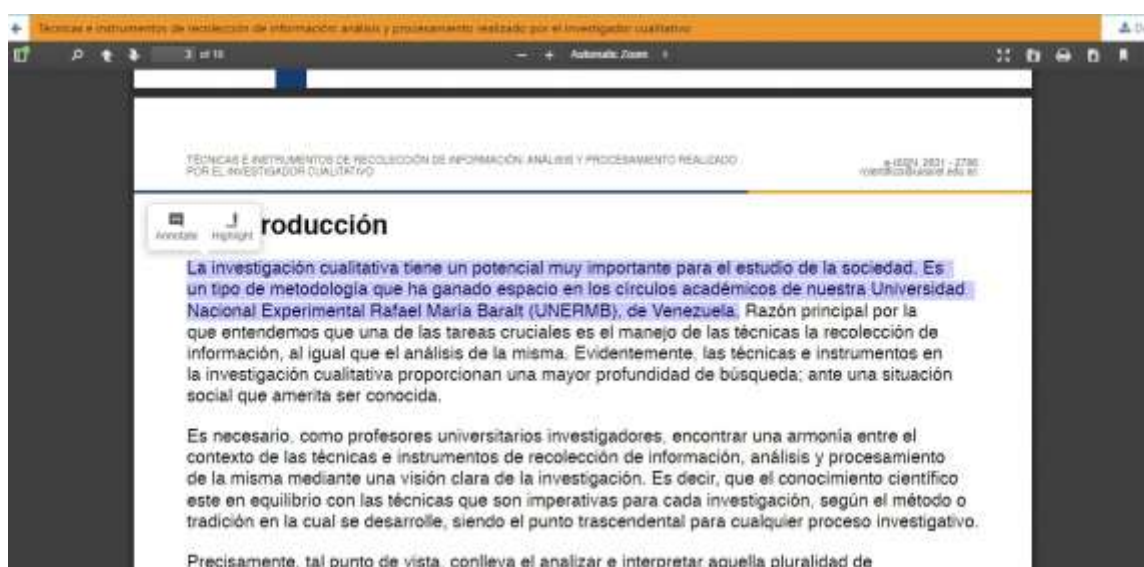 Técnicas e instrumentos de recolección de información: análisis y procesamiento realizado por el investigador cualitativo
3 of 18
Automatic Zoom
TÉCNICAS E INSTRUMENTOS DE RECOLECCIÓN DE INFORMACIÓN: ANÁLISIS Y PROCESAMIENTO REALIZADO
POR EL INVESTIGADOR CUALITATIVO
Annotate Highlight
roducción
La investigación cualitativa tiene un potencial muy importante para el estudio de la sociedad. Es
un tipo de metodología que ha ganado espacio en los círculos académicos de nuestra Universidad
Nacional Experimental Rafael María Baralt (UNERMB), de Venezuela. Razón principal por la
que entendemos que una de las tareas cruciales es el manejo de las técnicas la recolección de
información, al igual que el análisis de la misma. Evidentemente, las técnicas e instrumentos en
la investigación cualitativa proporcionan una mayor profundidad de búsqueda; ante una situación
social que amerita ser conocida.
Es necesario, como profesores universitarios investigadores, encontrar una armonía entre el
contexto de las técnicas e instrumentos de recolección de información, análisis y procesamiento
de la misma mediante una visión clara de la investigación. Es decir, que el conocimiento científico
este en equilibrio con las técnicas que son imperativas para cada investigación, según el método o
tradición en la cual se desarrolle, siendo el punto trascendental para cualquier proceso investigativo.
Precisamente, tal punto de vista, conlleva el analizar e interpretar aquella pluralidad de